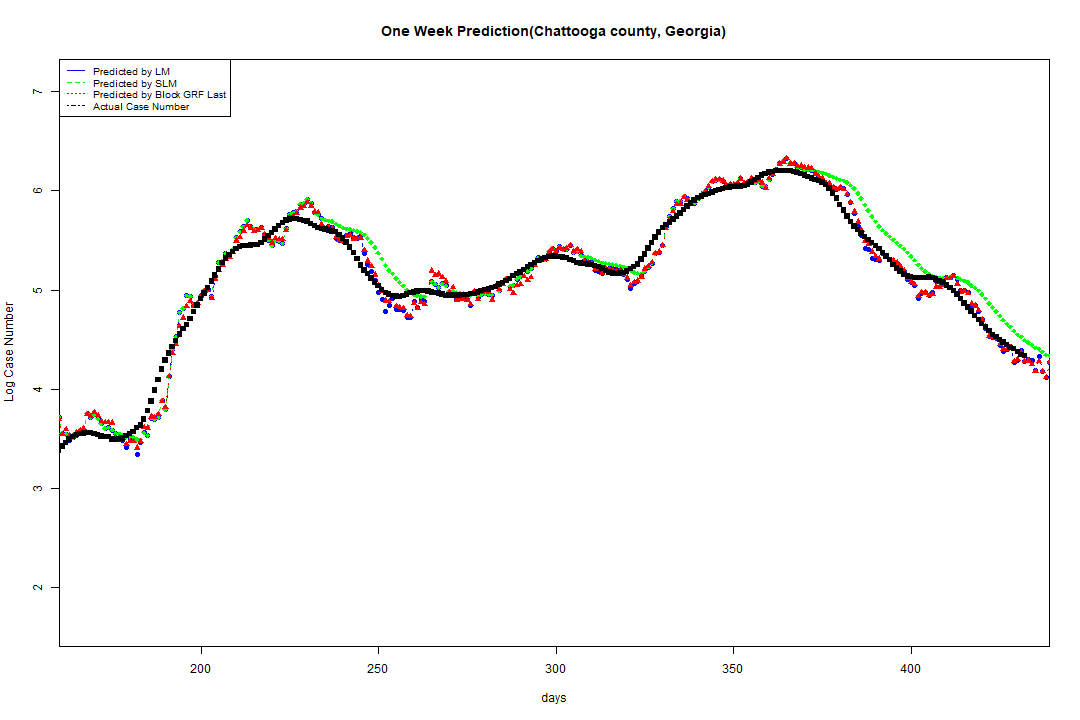 One Week Prediction(Chattooga county, Georgia)
Predicted by LM
Predicted by SLM
Predicted by Block GRF Last
Actual Case Number
7
6
5
4
3
2
Log Case Number
200 250 300 350 400
days